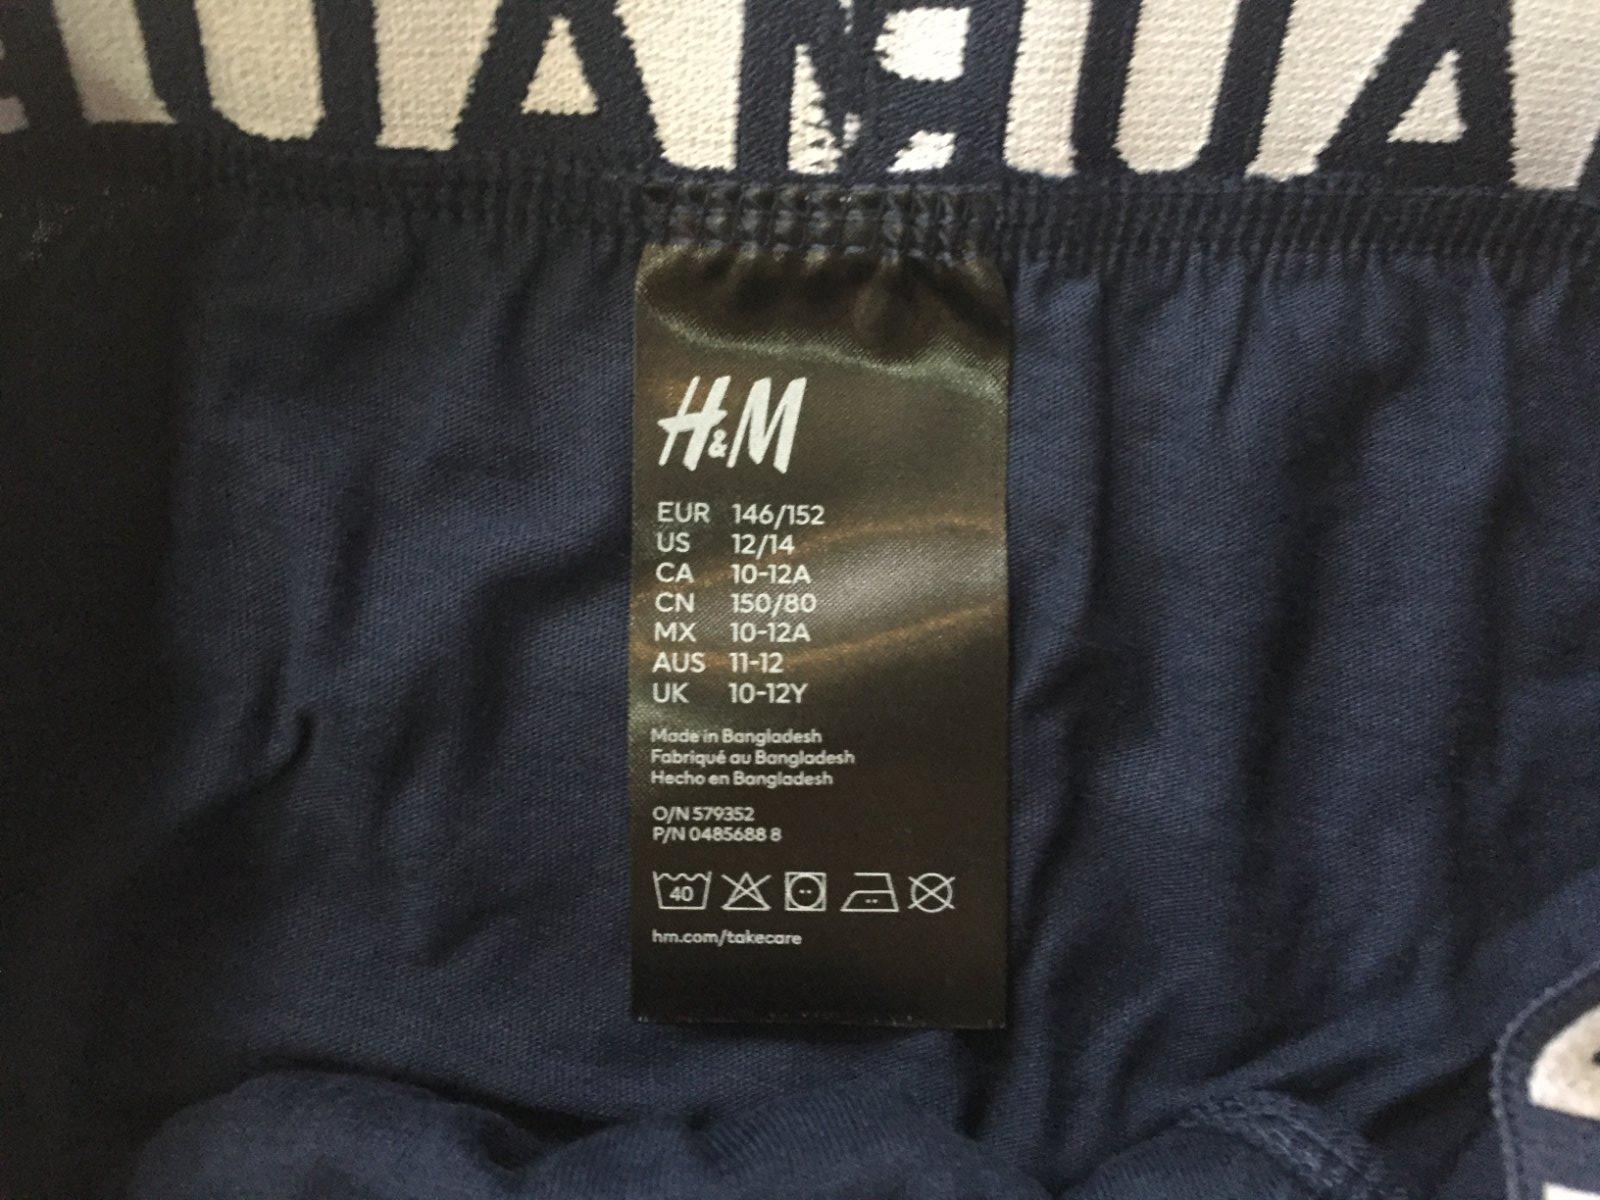 H&M
EUR 146/152
US 12/14
CA 10-12A
CN 150/80
MX 10-12A
AUS 11-12
UK 10-12Y
Made in Bangladesh
Fabriqué au Bangladesh
Hecho en Bangladesh
O/N 579352
P/N 0485688 8
40
hm.com/takecare